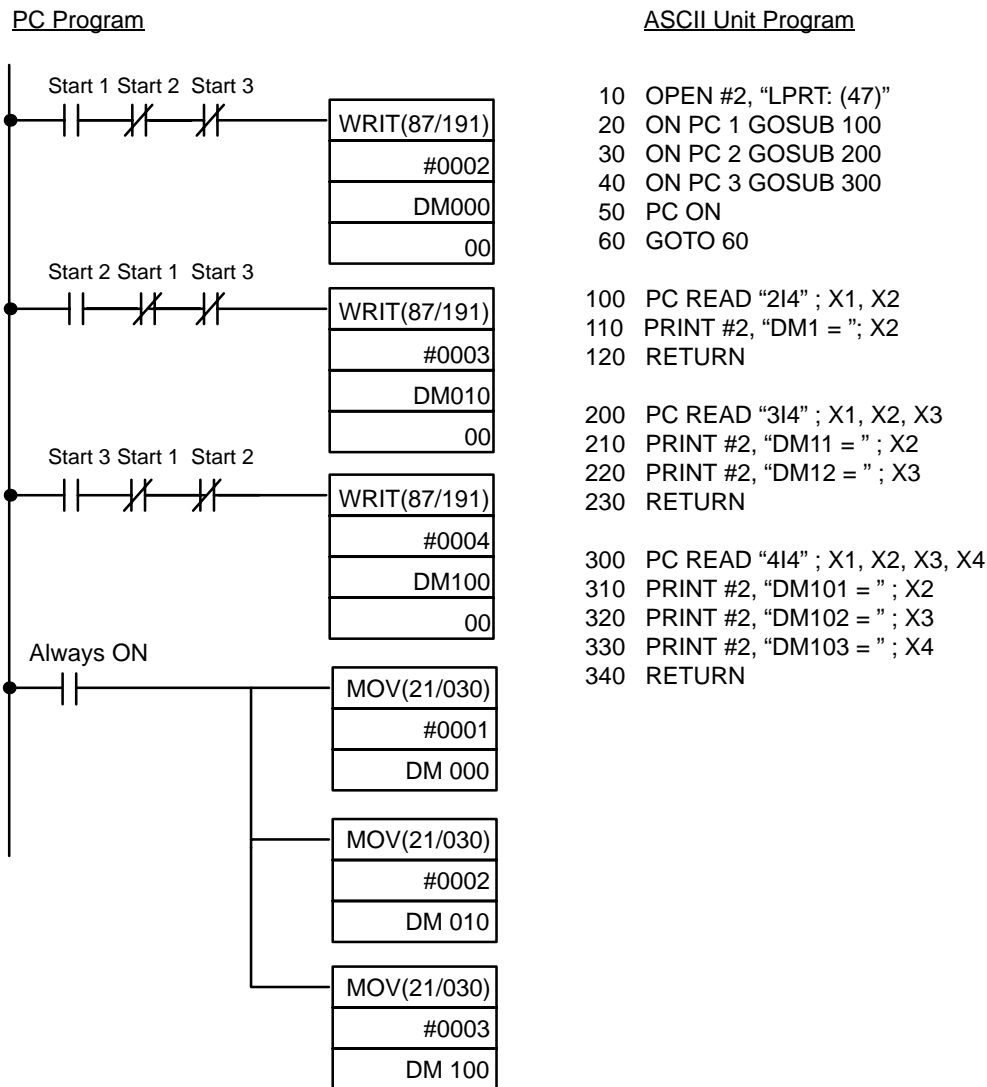 PC Program
Start 1 Start 2 Start 3
WRIT(87/191)
#0002
DM000
00
Start 2 Start 1 Start 3
WRIT(87/191)
#0003
DM010
00
Start 3 Start 1 Start 2
WRIT(87/191)
#0004
DM100
00
Always ON
MOV(21/030)
#0001
DM 000
MOV(21/030)
#0002
DM 010
MOV(21/030)
#0003
DM 100
ASCII Unit Program
10 OPEN #2, “LPRT: (47)”
20 ON PC 1 GOSUB 100
30 ON PC 2 GOSUB 200
40 ON PC 3 GOSUB 300
50 PC ON
60 GOTO 60
100 PC READ “2I4” ; X1, X2
110 PRINT #2, “DM1 = ”; X2
120 RETURN
200 PC READ “3I4” ; X1, X2, X3
210 PRINT #2, “DM11 = ” ; X2
220 PRINT #2, “DM12 = ” ; X3
230 RETURN
300 PC READ “4I4” ; X1, X2, X3, X4
310 PRINT #2, “DM101 = ” ; X2
320 PRINT #2, “DM102 = ” ; X3
330 PRINT #2, “DM103 = ” ; X4
340 RETURN